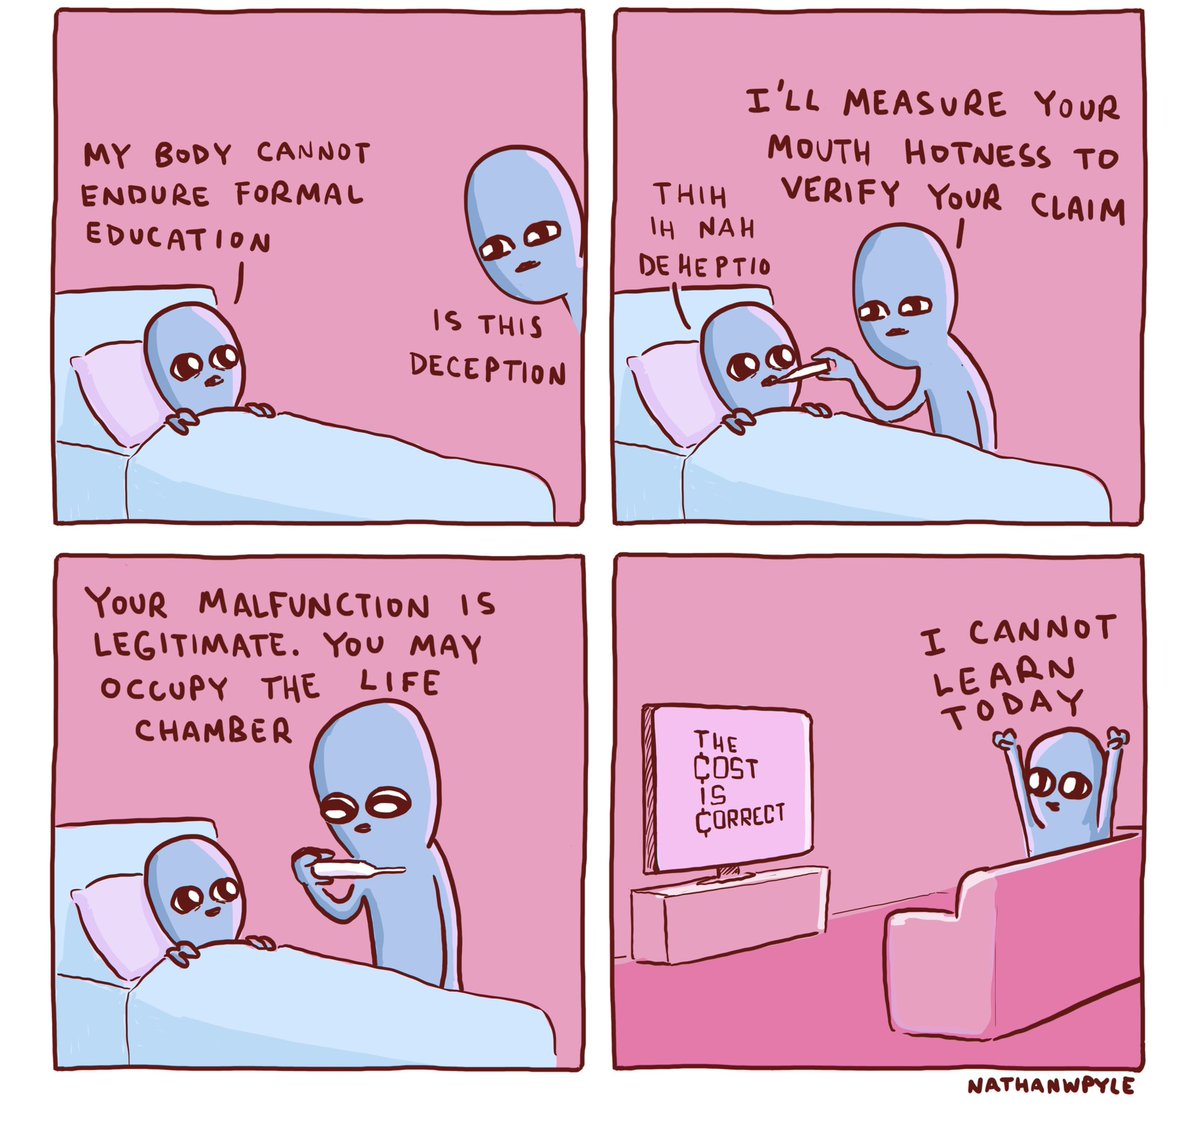 MY BODY CANNOT
ENDURE FORMAL
EDUCATION
IS THIS
DECEPTION
I'LL MEASURE YOUR
MOUTH HOTNESS TO
VERIFY YOUR CLAIM
THIH
IH NAH
DEHEPTIO
YOUR MALFUNCTION IS
LEGITIMATE. YOU MAY
OCCUPY THE LIFE
CHAMBER
I CANNOT
LEARN
TODAY
THE
COST
IS
CORRECT
NATHANWPYLE